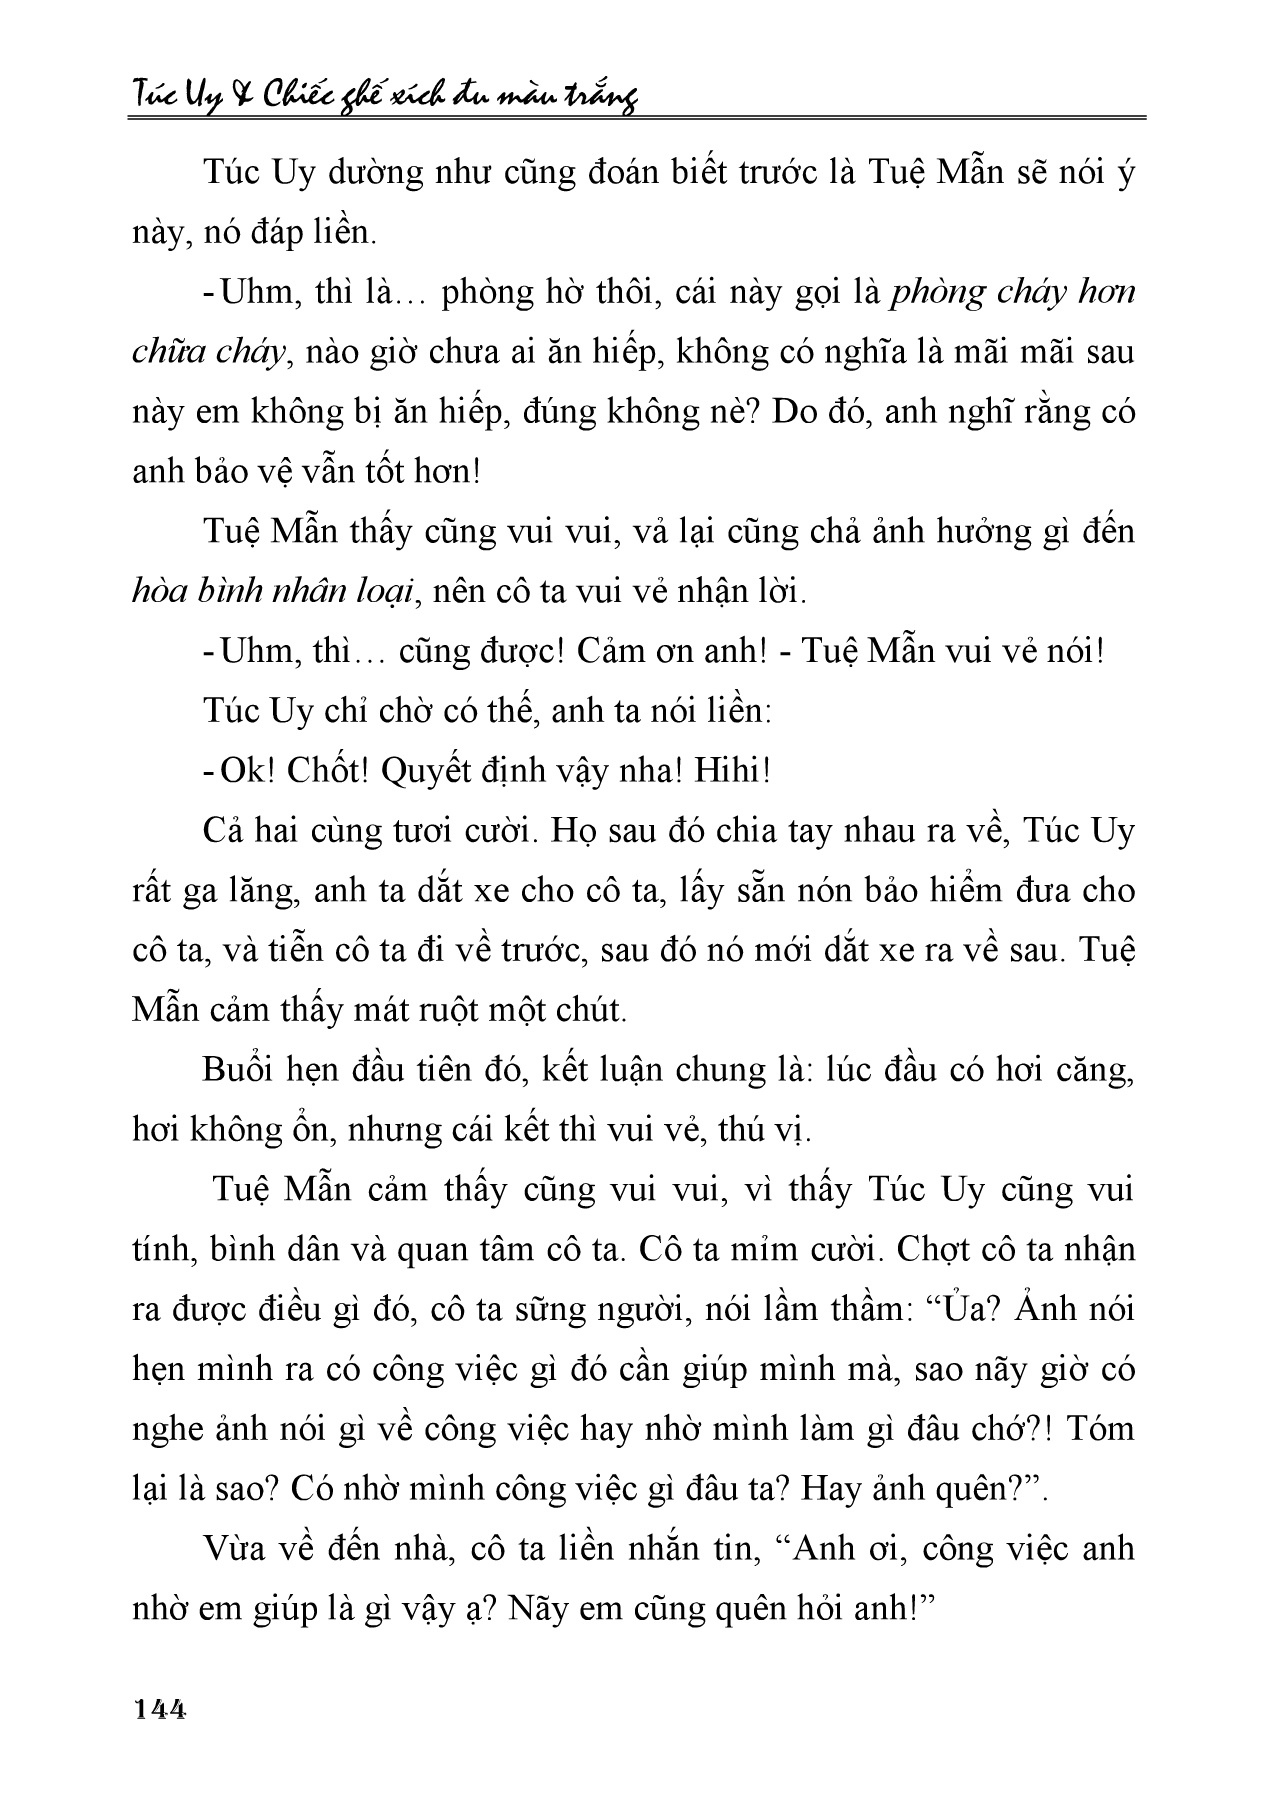 Túc Uy & Chiếc ghế xích đu màu trắng
Túc Uy dường như cũng đoán biết trước là Tuệ Mẫn sẽ nói ý
này, nó đáp liền.
- Uhm, thì là… phòng hờ thôi, cái này gọi là phòng cháy hơn
chữa cháy, nào giờ chưa ai ăn hiếp, không có nghĩa là mãi mãi sau
này em không bị ăn hiếp, đúng không nè? Do đó, anh nghĩ rằng có
anh bảo vệ vẫn tốt hơn!
Tuệ Mẫn thấy cũng vui vui, vả lại cũng chả ảnh hưởng gì đến
hòa bình nhân loại, nên cô ta vui vẻ nhận lời.
- Uhm, thì… cũng được! Cảm ơn anh! - Tuệ Mẫn vui vẻ nói!
Túc Uy chỉ chờ có thế, anh ta nói liền:
- Ok! Chốt! Quyết định vậy nha! Hihi!
Cả hai cùng tươi cười. Họ sau đó chia tay nhau ra về, Túc Uy
rất ga lăng, anh ta dắt xe cho cô ta, lấy sẵn nón bảo hiểm đưa cho
cô ta, và tiễn cô ta đi về trước, sau đó nó mới dắt xe ra về sau. Tuệ
Mẫn cảm thấy mát ruột một chút.
Buổi hẹn đầu tiên đó, kết luận chung là: lúc đầu có hơi căng,
hơi không ổn, nhưng cái kết thì vui vẻ, thú vị.
Tuệ Mẫn cảm thấy cũng vui vui, vì thấy Túc Uy cũng vui
tính, bình dân và quan tâm cô ta. Cô ta mỉm cười. Chợt cô ta nhận
ra được điều gì đó, cô ta sững người, nói lầm thầm: “Ủa? Ảnh nói
hẹn mình ra có công việc gì đó cần giúp mình mà, sao nãy giờ có
nghe ảnh nói gì về công việc hay nhờ mình làm gì đâu chớ?! Tóm
lại là sao? Có nhờ mình công việc gì đâu ta? Hay ảnh quên?”.
Vừa về đến nhà, cô ta liền nhắn tin, “Anh ơi, công việc anh
nhờ em giúp là gì vậy ạ? Nãy em cũng quên hỏi anh!”
144